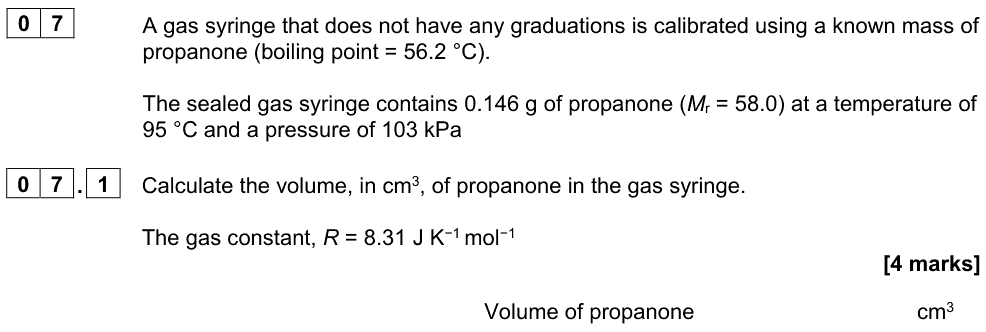 0 7 A gas syringe that does not have any graduations is calibrated using a known mass of
propanone (boiling point = 56.2 °C).
The sealed gas syringe contains 0.146 g of propanone (Mr = 58.0) at a temperature of
95 °C and a pressure of 103 kPa
0 7 . 1 Calculate the volume, in cm³, of propanone in the gas syringe.
The gas constant, R = 8.31 J K⁻¹ mol⁻¹
[4 marks]
Volume of propanone cm³